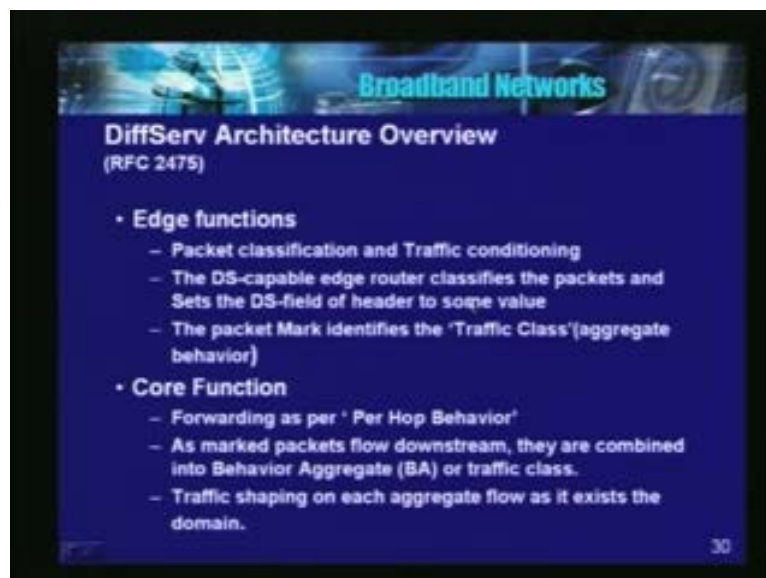 Broadband Networks
DiffServ Architecture Overview
(RFC 2475)
• Edge functions
– Packet classification and Traffic conditioning
– The DS-capable edge router classifies the packets and
Sets the DS-field of header to some value
– The packet Mark identifies the 'Traffic Class'(aggregate
behavior)
• Core Function
– Forwarding as per ' Per Hop Behavior'
– As marked packets flow downstream, they are combined
into Behavior Aggregate (BA) or traffic class.
– Traffic shaping on each aggregate flow as it exists the
domain.
30